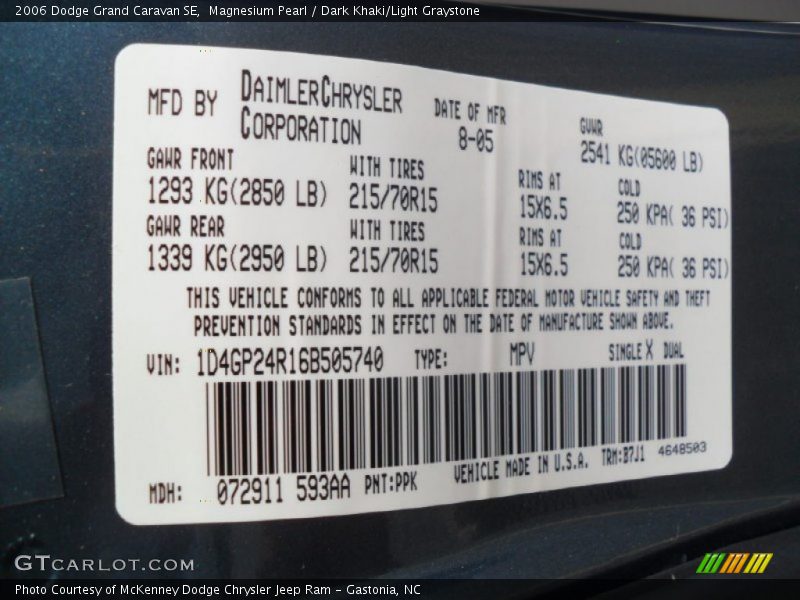 2006 Dodge Grand Caravan SE,  Magnesium Pearl / Dark Khaki/Light Graystone
MFD BY DAIMLERCHRYSLER CORPORATION
DATE OF MFR 8-05
GVWR 2541 KG(05600 LB)
GAWR FRONT WITH TIRES RIMS AT COLD
1293 KG(2850 LB) 215/70R15 15X6.5 250 KPA( 36 PSI)
GAWR REAR WITH TIRES RIMS AT COLD
1339 KG(2950 LB) 215/70R15 15X6.5 250 KPA( 36 PSI)
THIS VEHICLE CONFORMS TO ALL APPLICABLE FEDERAL MOTOR VEHICLE SAFETY AND THEFT
PREVENTION STANDARDS IN EFFECT ON THE DATE OF MANUFACTURE SHOWN ABOVE.
VIN: 1D4GP24R16B505740 TYPE: MPV SINGLE X DUAL
MDH: 072911 593AA PNT:PPK VEHICLE MADE IN U.S.A. TRM:B7J1 4648503
GTCARLOT.COM
Photo Courtesy of McKenney Dodge Chrysler Jeep Ram – Gastonia, NC